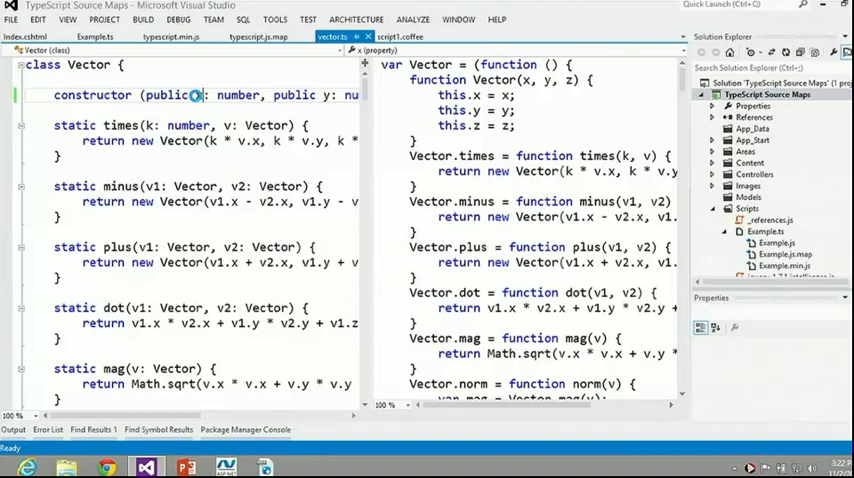 TypeScript Source Maps - Microsoft Visual Studio
Quick Launch (Ctrl+Q)
FILE EDIT VIEW PROJECT BUILD DEBUG TEAM SQL TOOLS TEST ARCHITECTURE ANALYZE WINDOW HELP
Index.cshtml Example.ts typescript.min.js typescript.js.map vector.ts script1.coffee
Vector (class)
x (property)
class Vector {
constructor (public x: number, public y: nu
static times(k: number, v: Vector) {
return new Vector(k * v.x, k * v.y, k *
}
static minus(v1: Vector, v2: Vector) {
return new Vector(v1.x - v2.x, v1.y - v
}
static plus(v1: Vector, v2: Vector) {
return new Vector(v1.x + v2.x, v1.y + v
}
static dot(v1: Vector, v2: Vector) {
return v1.x * v2.x + v1.y * v2.y + v1.z
}
static mag(v: Vector) {
return Math.sqrt(v.x * v.x + v.y * v.y
}
100 %
var Vector = (function () {
function Vector(x, y, z) {
this.x = x;
this.y = y;
this.z = z;
}
Vector.times = function times(k, v) {
return new Vector(k * v.x, k * v.y
}
Vector.minus = function minus(v1, v2)
return new Vector(v1.x - v2.x, v1.
}
Vector.plus = function plus(v1, v2) {
return new Vector(v1.x + v2.x, v1.
}
Vector.dot = function dot(v1, v2) {
return v1.x * v2.x + v1.y * v2.y +
}
Vector.mag = function mag(v) {
return Math.sqrt(v.x * v.x + v.y *
}
Vector.norm = function norm(v) {
var mag = Vector.mag(v);
100 %
Solution Explorer
Search Solution Explorer (Ctrl+;)
Solution 'TypeScript Source Maps'
TypeScript Source Maps
Properties
References
App_Data
App_Start
Areas
Content
Controllers
Images
Models
Scripts
_references.js
Example.ts
Example.js
Example.js.map
Example.min.js
Properties
Output Error List Find Results 1 Find Symbol Results Package Manager Console
Ready
3:22 PM